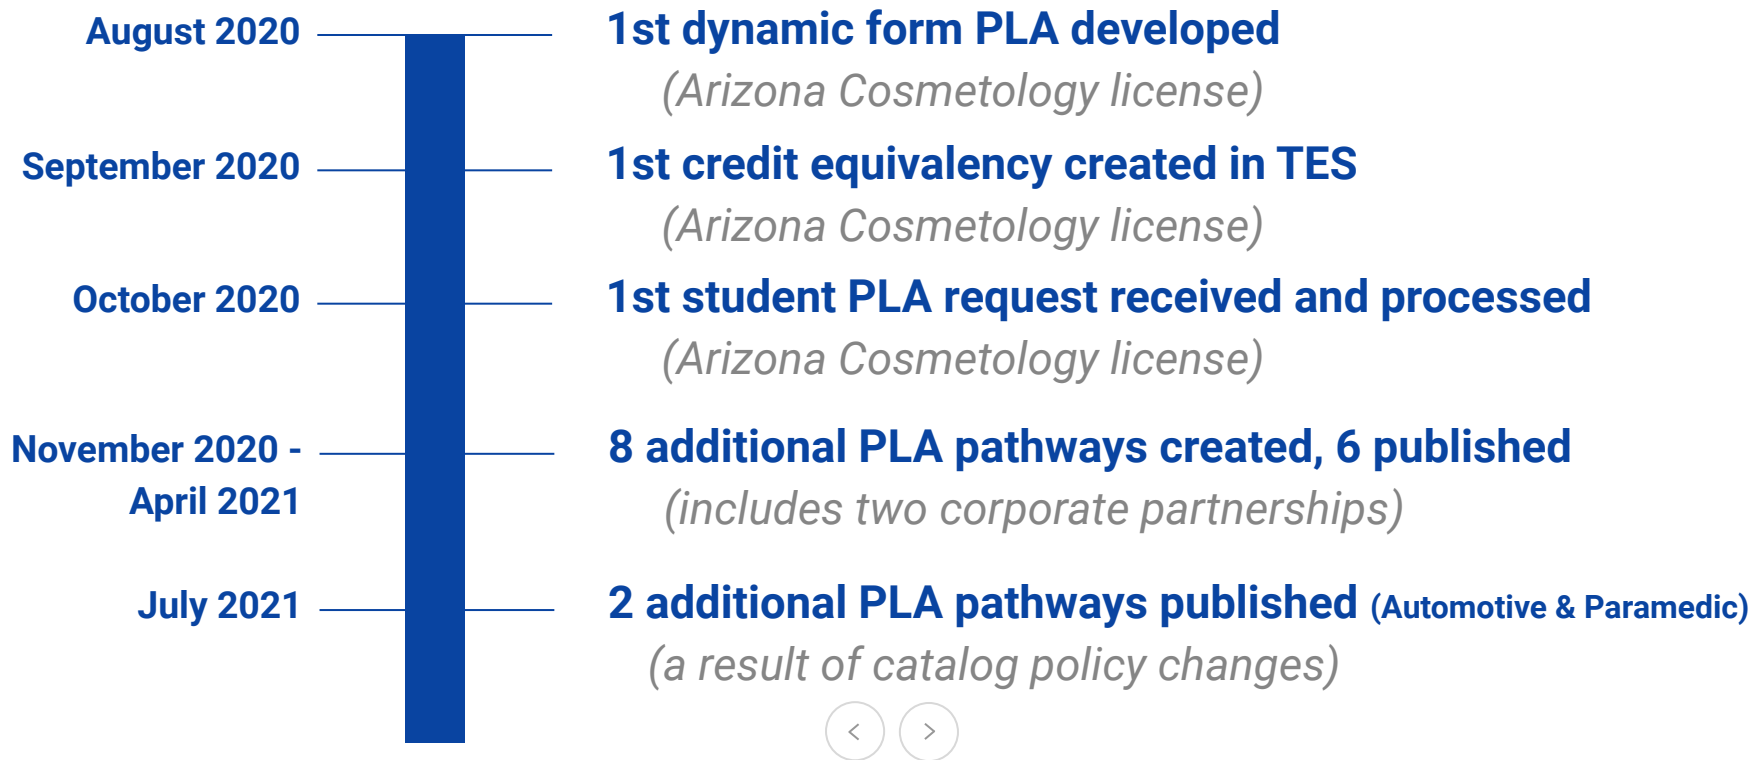 August 2020
1st dynamic form PLA developed
(Arizona Cosmetology license)
September 2020
1st credit equivalency created in TES
(Arizona Cosmetology license)
October 2020
1st student PLA request received and processed
(Arizona Cosmetology license)
November 2020 -
April 2021
8 additional PLA pathways created, 6 published
(includes two corporate partnerships)
July 2021
2 additional PLA pathways published (Automotive & Paramedic)
(a result of catalog policy changes)